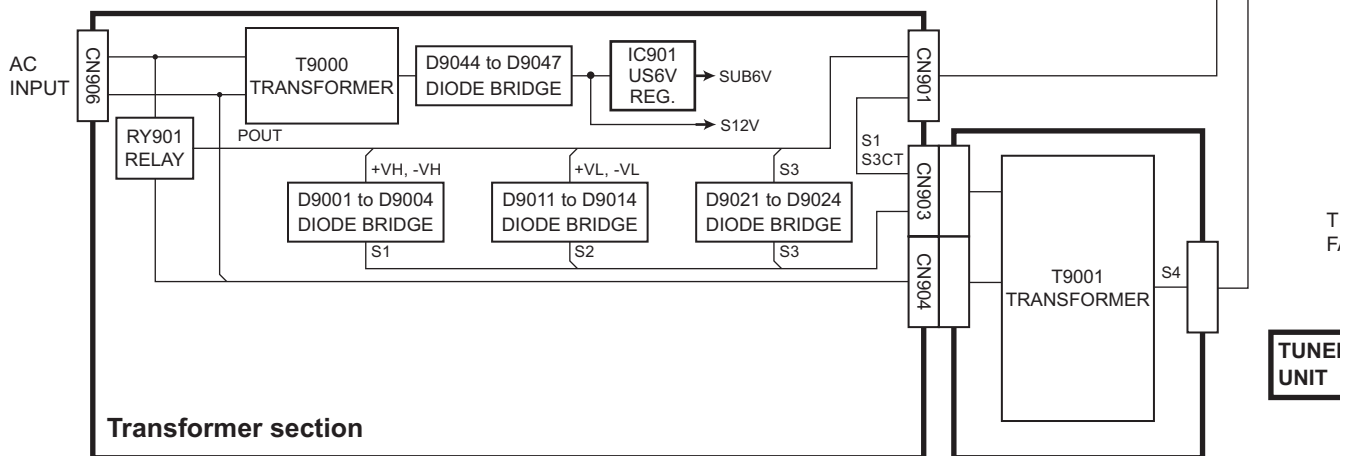 AC
INPUT
CN906
T9000
TRANSFORMER
D9044 to D9047
DIODE BRIDGE
IC901
US6V
REG.
SUB6V
S12V
CN901
RY901
RELAY
POUT
+VH, -VH
+VL, -VL
S3
S1
S3CT
D9001 to D9004
DIODE BRIDGE
D9011 to D9014
DIODE BRIDGE
D9021 to D9024
DIODE BRIDGE
CN903
S1
S2
S3
CN904
T9001
TRANSFORMER
S4
Transformer section
UNIT